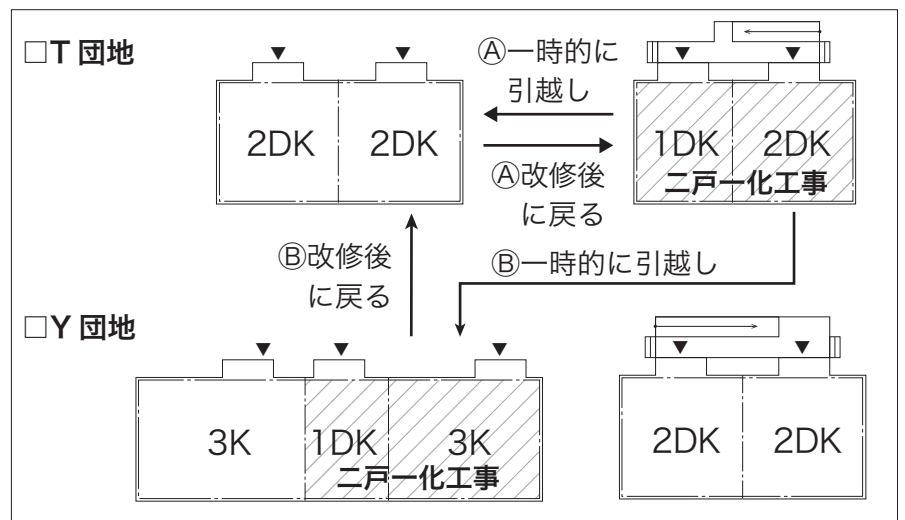 □T 団地
Ⓐ一時的に
引越し
2DK
2DK
1DK
2DK
二戸一化工事
Ⓐ改修後
に戻る
Ⓑ改修後
に戻る
Ⓑ一時的に引越し
□Y 団地
3K
1DK
3K
二戸一化工事
2DK
2DK